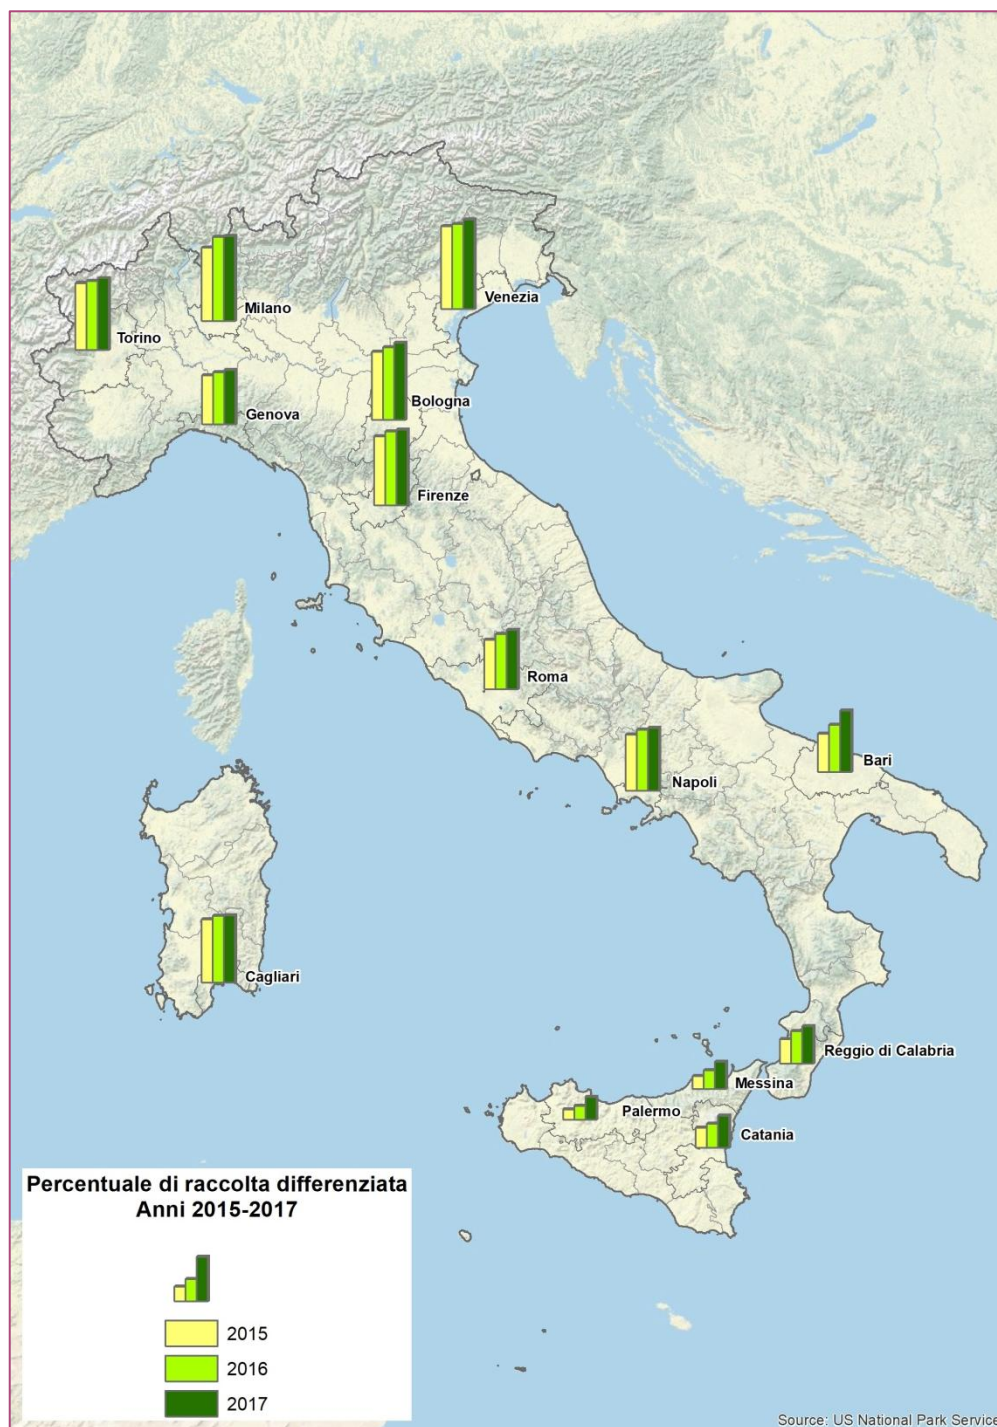 Venezia
Milano
Torino
Bologna
Genova
Firenze
Roma
Bari
Napoli
Cagliari
Reggio di Calabria
Messina
Palermo
Catania
Percentuale di raccolta differenziata
Anni 2015-2017
2015
2016
2017
Source: US National Park Service